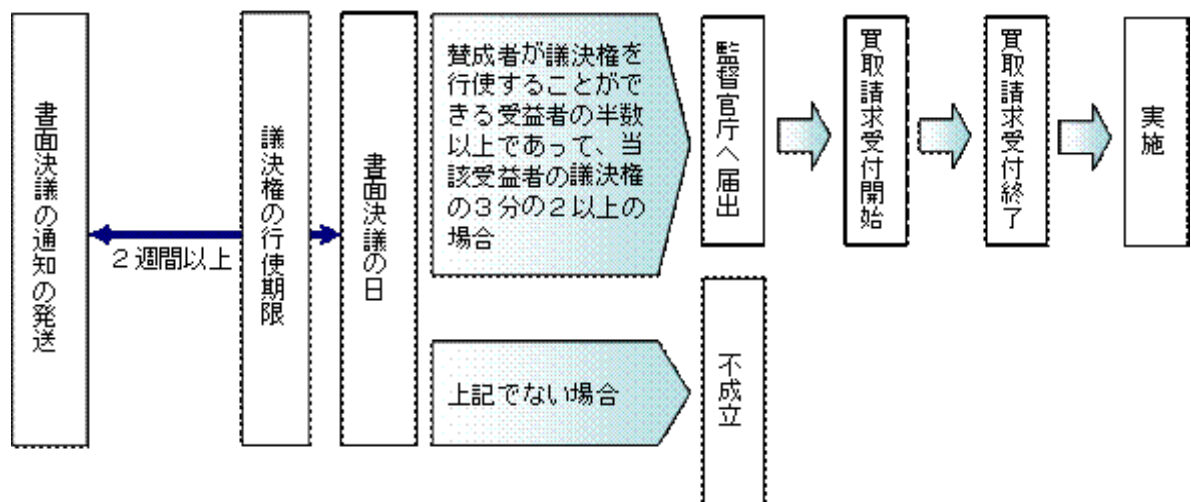 書面決議の通知の発送
2週間以上
議決権の行使期限
書面決議の日
賛成者が議決権を
行使することがで
きる受益者の半数
以上であって、当
該受益者の議決権
の3分の2以上の
場合
監督官庁へ届出
買取請求受付開始
買取請求受付終了
実施
上記でない場合
不成立